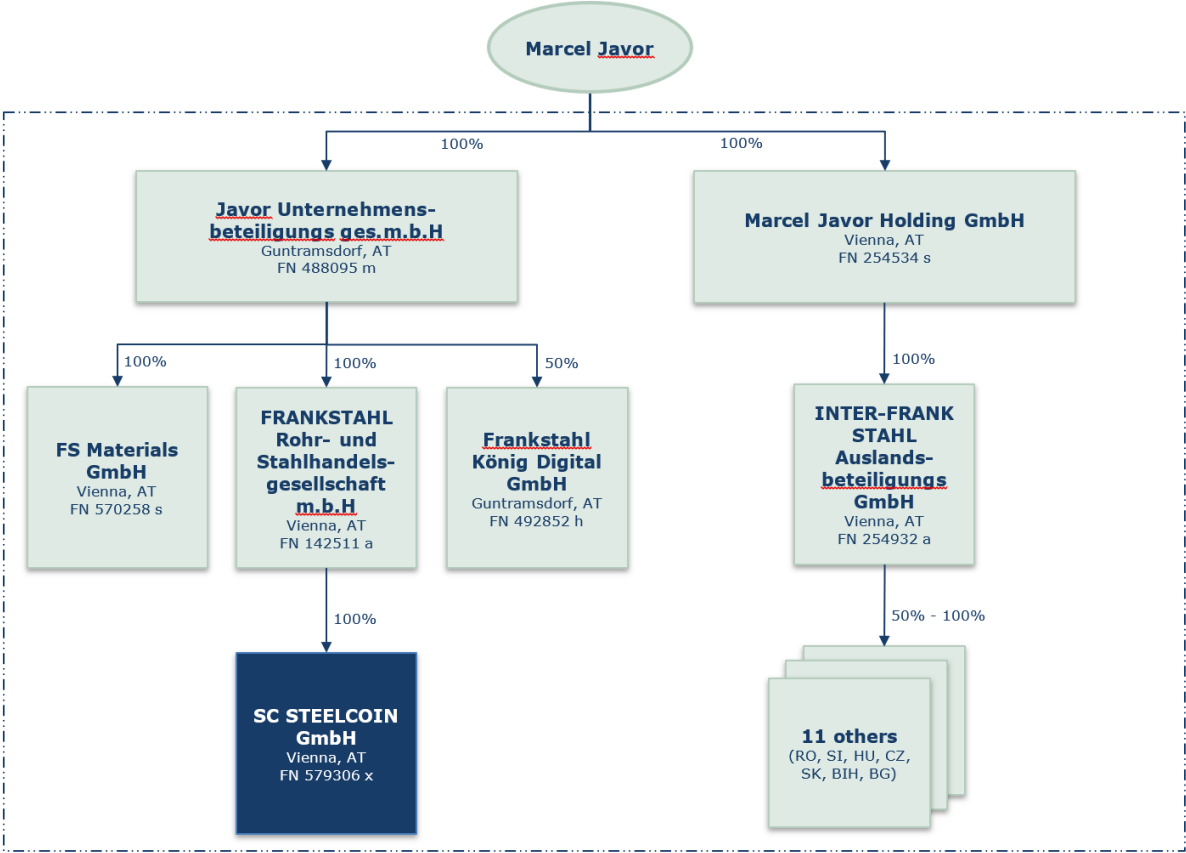 Marcel Javor
100%
100%
Javor Unternehmens-
beteiligungs ges.m.b.H
Guntramsdorf, AT
FN 488095 m
Marcel Javor Holding GmbH
Vienna, AT
FN 254534 s
100%
100%
50%
100%
FS Materials
GmbH
Vienna, AT
FN 570258 s
FRANKSTAHL
Rohr- und
Stahlhandels-
gesellschaft
m.b.H
Vienna, AT
FN 142511 a
Frankstahl
König Digital
GmbH
Guntramsdorf, AT
FN 492852 h
INTER-FRANK
STAHL
Auslands-
beteiligungs
GmbH
Vienna, AT
FN 254932 a
100%
50% - 100%
SC STEELCOIN
GmbH
Vienna, AT
FN 579306 x
11 others
(RO, SI, HU, CZ,
SK, BIH, BG)